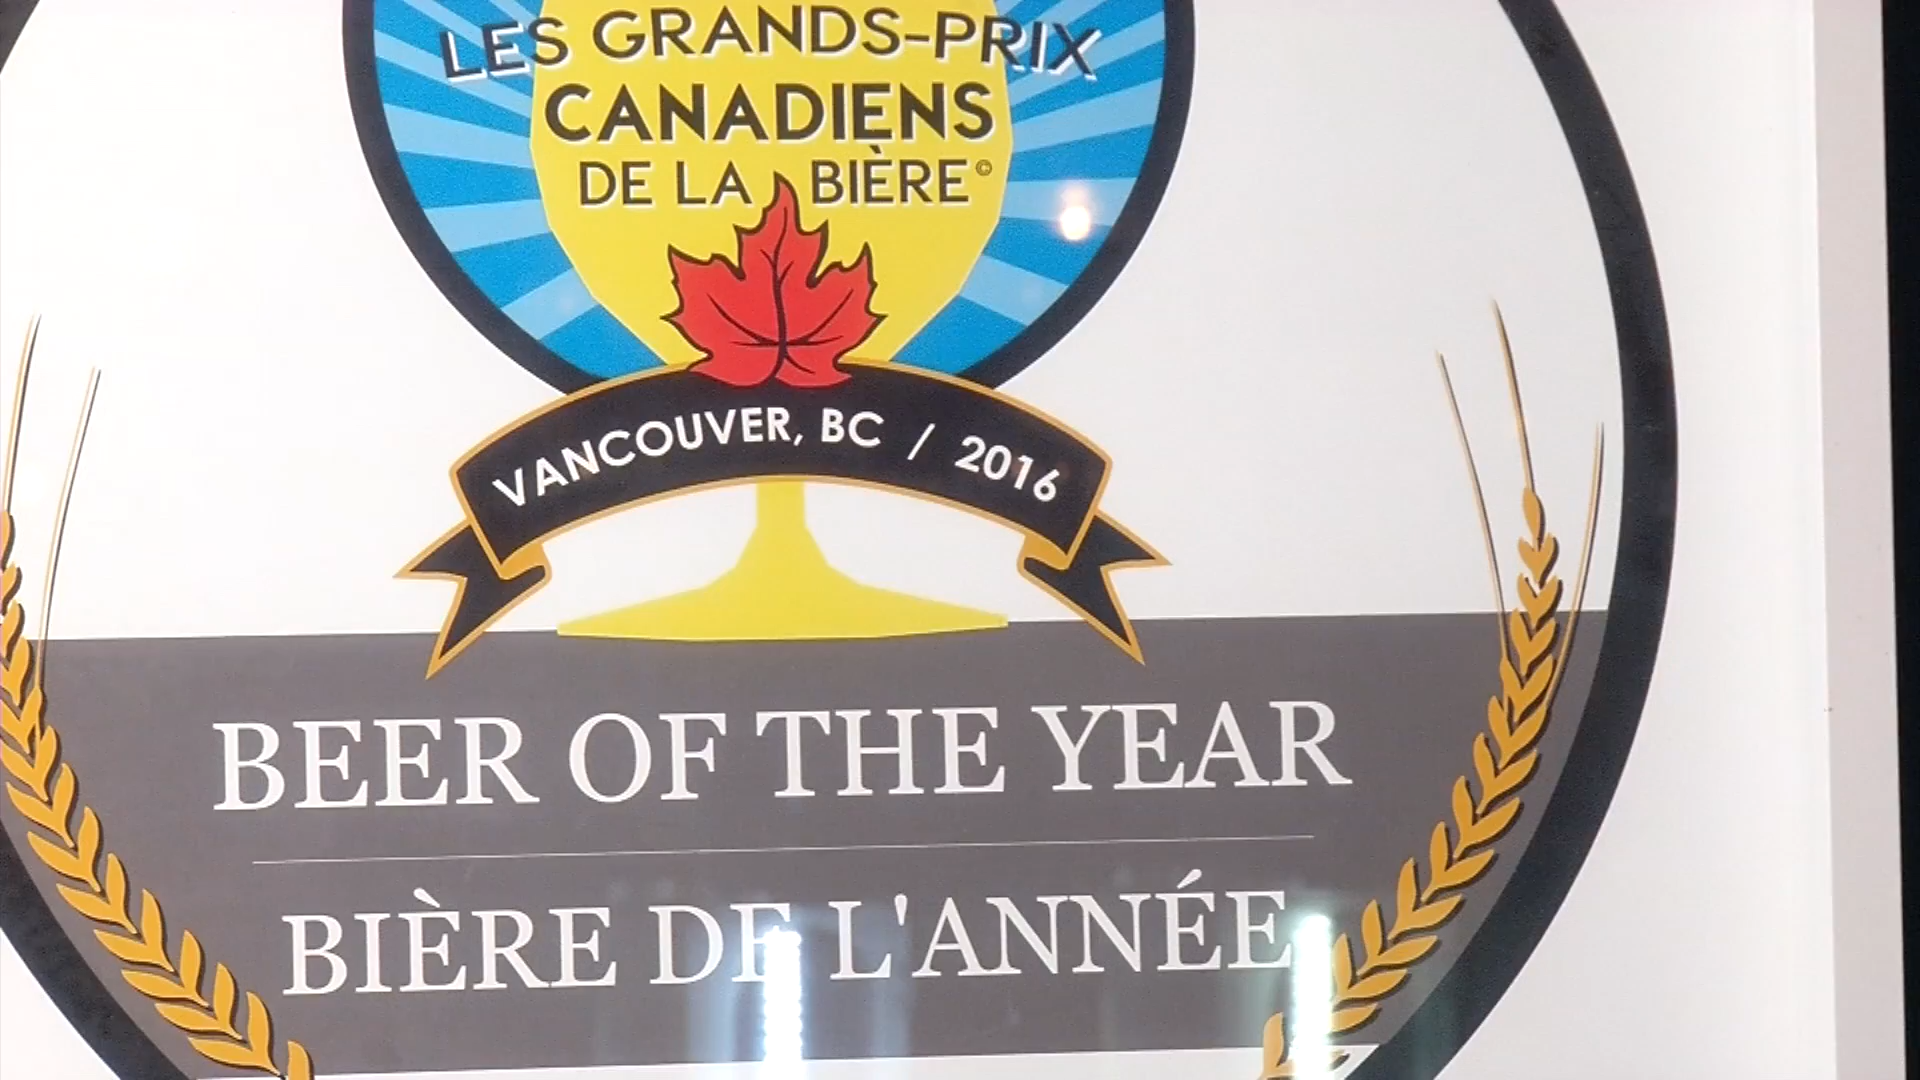 LES GRANDS-PRIX
CANADIENS
DE LA BIÈRE©
VANCOUVER, BC / 2016
BEER OF THE YEAR
BIÈRE DE L'ANNÉE